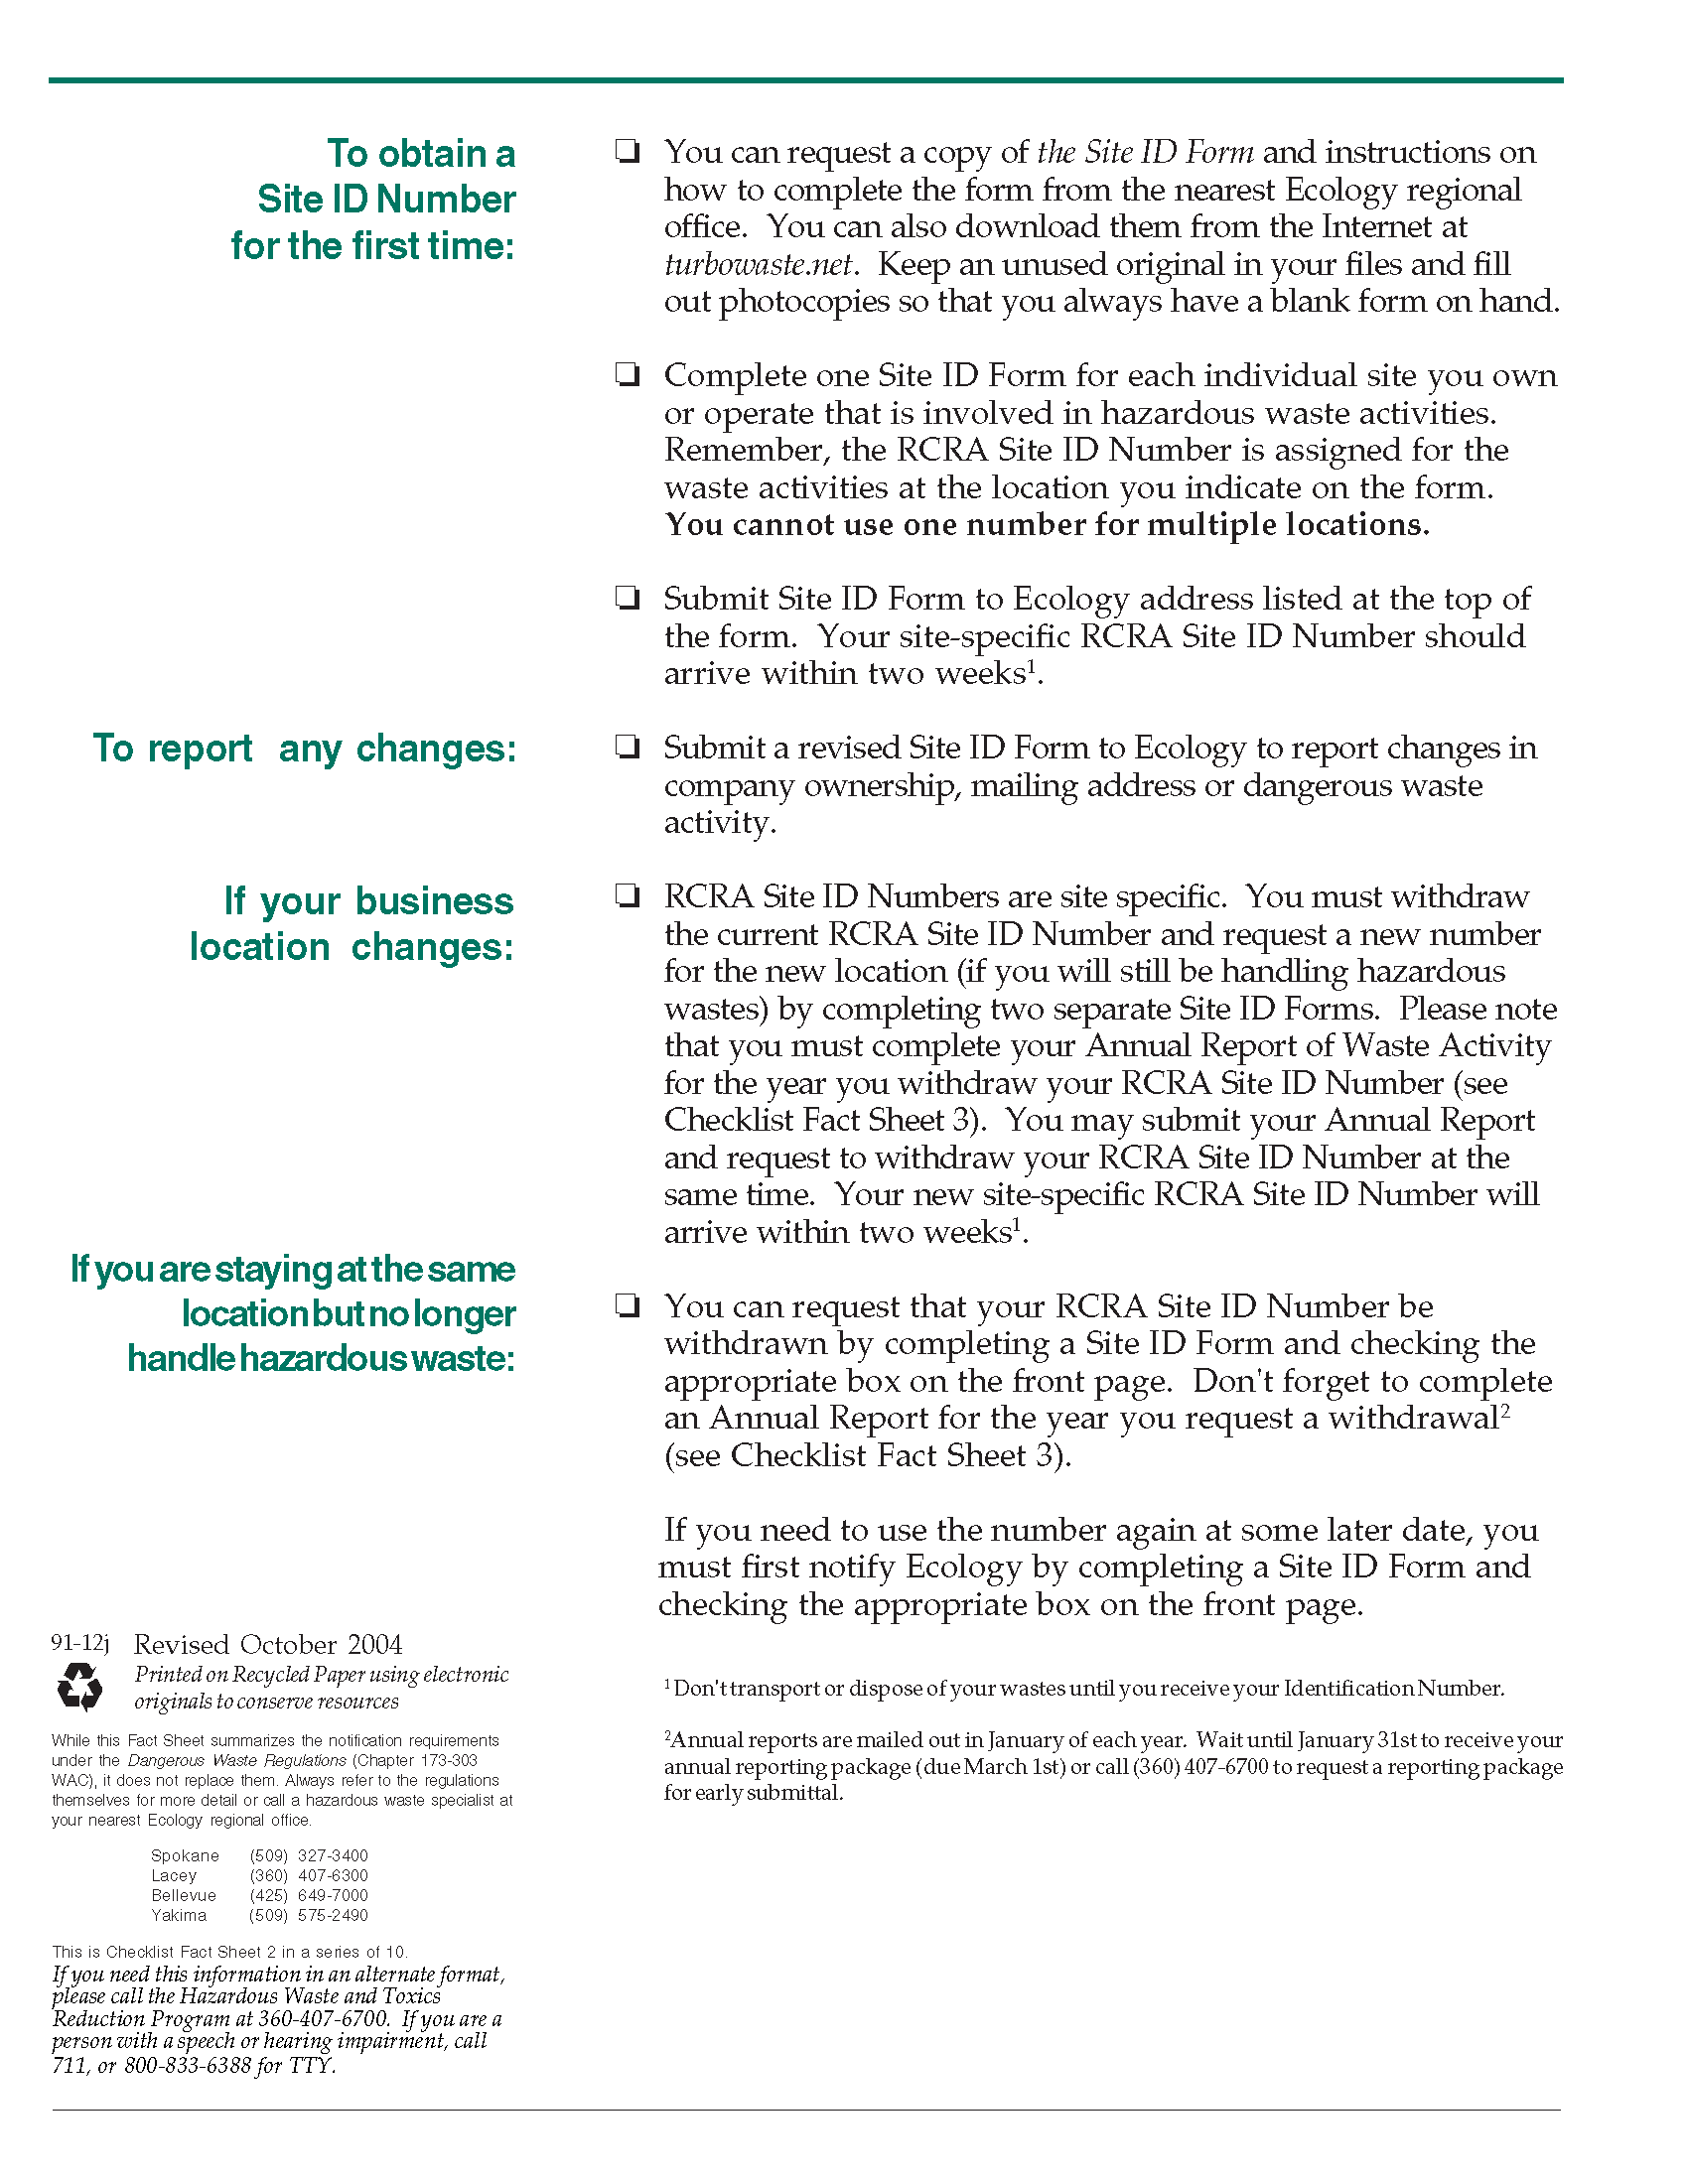 To obtain a
Site ID Number
for the first time:
❏ You can request a copy of the Site ID Form and instructions on
how to complete the form from the nearest Ecology regional
office. You can also download them from the Internet at
turbowaste.net. Keep an unused original in your files and fill
out photocopies so that you always have a blank form on hand.
❏ Complete one Site ID Form for each individual site you own
or operate that is involved in hazardous waste activities.
Remember, the RCRA Site ID Number is assigned for the
waste activities at the location you indicate on the form.
You cannot use one number for multiple locations.
❏ Submit Site ID Form to Ecology address listed at the top of
the form. Your site-specific RCRA Site ID Number should
arrive within two weeks¹.
To report any changes:
❏ Submit a revised Site ID Form to Ecology to report changes in
company ownership, mailing address or dangerous waste
activity.
If your business
location changes:
❏ RCRA Site ID Numbers are site specific. You must withdraw
the current RCRA Site ID Number and request a new number
for the new location (if you will still be handling hazardous
wastes) by completing two separate Site ID Forms. Please note
that you must complete your Annual Report of Waste Activity
for the year you withdraw your RCRA Site ID Number (see
Checklist Fact Sheet 3). You may submit your Annual Report
and request to withdraw your RCRA Site ID Number at the
same time. Your new site-specific RCRA Site ID Number will
arrive within two weeks¹.
If you are staying at the same
location but no longer
handle hazardous waste:
❏ You can request that your RCRA Site ID Number be
withdrawn by completing a Site ID Form and checking the
appropriate box on the front page. Don't forget to complete
an Annual Report for the year you request a withdrawal²
(see Checklist Fact Sheet 3).
If you need to use the number again at some later date, you
must first notify Ecology by completing a Site ID Form and
checking the appropriate box on the front page.
¹ Don't transport or dispose of your wastes until you receive your Identification Number.
²Annual reports are mailed out in January of each year. Wait until January 31st to receive your
annual reporting package (due March 1st) or call (360) 407-6700 to request a reporting package
for early submittal.
91-12j Revised October 2004
Printed on Recycled Paper using electronic
originals to conserve resources
While this Fact Sheet summarizes the notification requirements
under the Dangerous Waste Regulations (Chapter 173-303
WAC), it does not replace them. Always refer to the regulations
themselves for more detail or call a hazardous waste specialist at
your nearest Ecology regional office.
Spokane (509) 327-3400
Lacey (360) 407-6300
Bellevue (425) 649-7000
Yakima (509) 575-2490
This is Checklist Fact Sheet 2 in a series of 10.
If you need this information in an alternate format,
please call the Hazardous Waste and Toxics
Reduction Program at 360-407-6700. If you are a
person with a speech or hearing impairment, call
711, or 800-833-6388 for TTY.